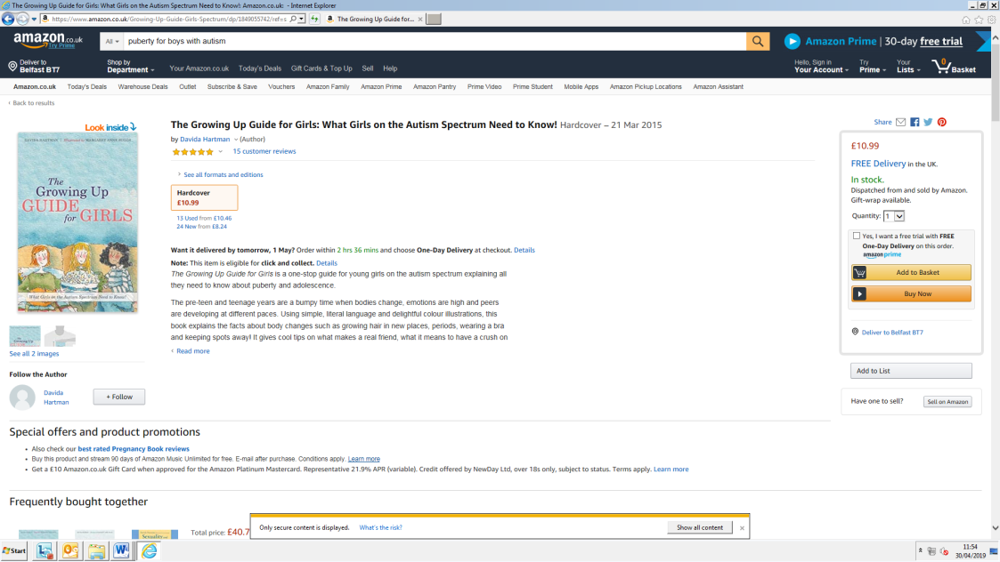 The Growing Up Guide for Girls: What Girls on the Autism Spectrum Need to Know!: Amazon.co.uk: - Internet Explorer
https://www.amazon.co.uk/Growing-Up-Guide-Girls-Spectrum/dp/1849055742/ref=s
The Growing Up Guide for...
amazon.co.uk
Try Prime
All
puberty for boys with autism
Amazon Prime | 30-day free trial
Deliver to
Belfast BT7
Shop by
Department
Your Amazon.co.uk Today's Deals Gift Cards & Top Up Sell Help
Hello, Sign in
Your Account
Try
Prime
Your
Lists
0
Basket
Amazon.co.uk Today's Deals Warehouse Deals Outlet Subscribe & Save Vouchers Amazon Family Amazon Prime Amazon Pantry Prime Video Prime Student Mobile Apps Amazon Pickup Locations Amazon Assistant
‹ Back to results
Look inside
DAVIDA HARTMAN
The
Growing Up
GUIDE
for GIRLS
What Girls on the Autism Spectrum Need to Know!
See all 2 images
Follow the Author
Davida
Hartman
+ Follow
The Growing Up Guide for Girls: What Girls on the Autism Spectrum Need to Know! Hardcover – 21 Mar 2015
by Davida Hartman (Author)
15 customer reviews
› See all formats and editions
Hardcover
£10.99
13 Used from £10.46
24 New from £8.24
Want it delivered by tomorrow, 1 May? Order within 2 hrs 36 mins and choose One-Day Delivery at checkout. Details
Note: This item is eligible for click and collect. Details
The Growing Up Guide for Girls is a one-stop guide for young girls on the autism spectrum explaining all
they need to know about puberty and adolescence.
The pre-teen and teenage years are a bumpy time when bodies change, emotions are high and peers
are developing at different paces. Using simple, literal language and delightful colour illustrations, this
book explains the facts about body changes such as growing hair in new places, periods, wearing a bra
and keeping spots away! It gives cool tips on what makes a real friend, what it means to have a crush on
‹ Read more
Share
£10.99
FREE Delivery in the UK.
In stock.
Dispatched from and sold by Amazon.
Gift-wrap available.
Quantity: 1
Yes, I want a free trial with FREE
One-Day Delivery on this order.
amazon prime
Add to Basket
Buy Now
Deliver to Belfast BT7
Add to List
Have one to sell?
Sell on Amazon
Special offers and product promotions
• Also check our best rated Pregnancy Book reviews
• Buy this product and stream 90 days of Amazon Music Unlimited for free. E-mail after purchase. Conditions apply. Learn more
• Get a £10 Amazon.co.uk Gift Card when approved for the Amazon Platinum Mastercard. Representative 21.9% APR (variable). Credit offered by NewDay Ltd, over 18s only, subject to status. Terms apply. Learn more
Frequently bought together
Total price: £40.7
Only secure content is displayed. What's the risk?
Show all content
Start
11:54
30/04/2019